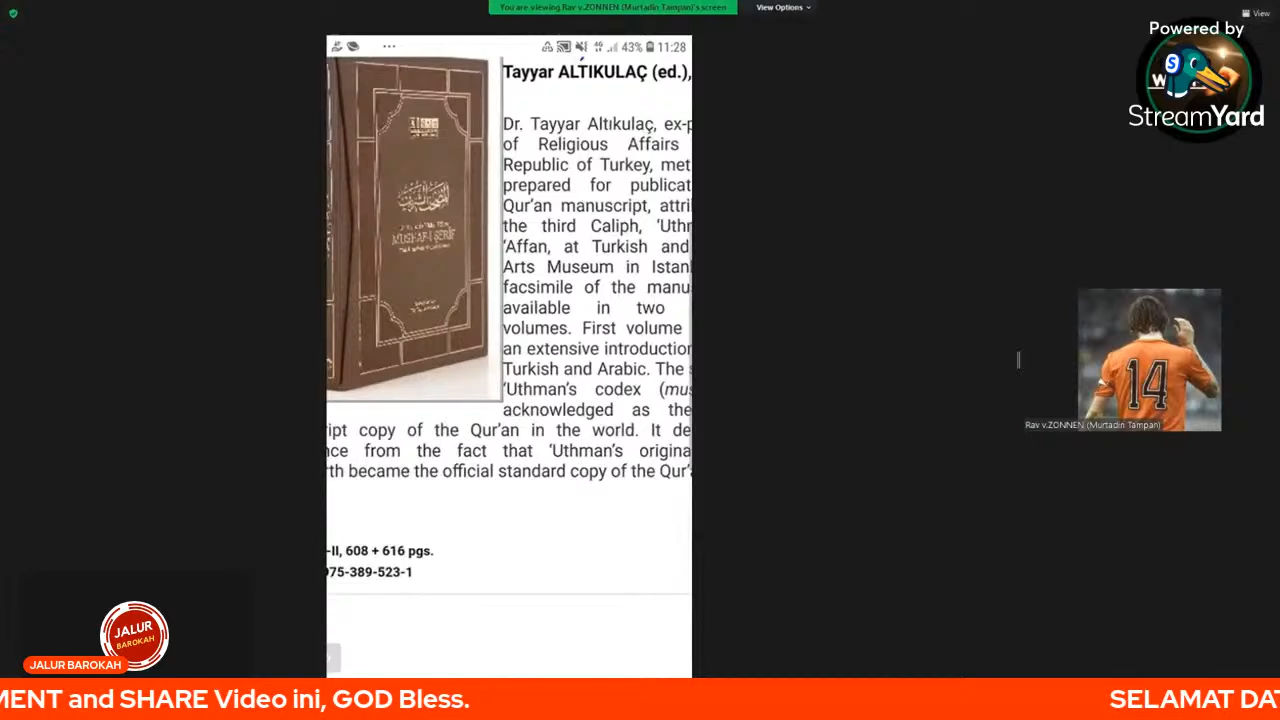 You are viewing Rav v.ZONNEN (Murtadin Tampan)'s screen
View Options
View
Powered by
StreamYard
43%
11:28
Tayyar ALTIKULAÇ (ed.),
Dr. Tayyar Altıkulaç, ex-p
of Religious Affairs
Republic of Turkey, met
prepared for publicat
Qur'an manuscript, attri
the third Caliph, 'Uth
'Affan, at Turkish and
Arts Museum in Istan
facsimile of the manu
available in two
volumes. First volume
an extensive introduction
Turkish and Arabic. The
'Uthman's codex (mus
acknowledged as the
ript copy of the Qur'an in the world. It de
nce from the fact that 'Uthman's origina
rth became the official standard copy of the Qur'a
MUSHAF-I ŞERİF
-II, 608 + 616 pgs.
975-389-523-1
14
Rav v.ZONNEN (Murtadin Tampan)
JALUR
BAROKAH
JALUR BAROKAH
MENT and SHARE Video ini, GOD Bless.
SELAMAT DA